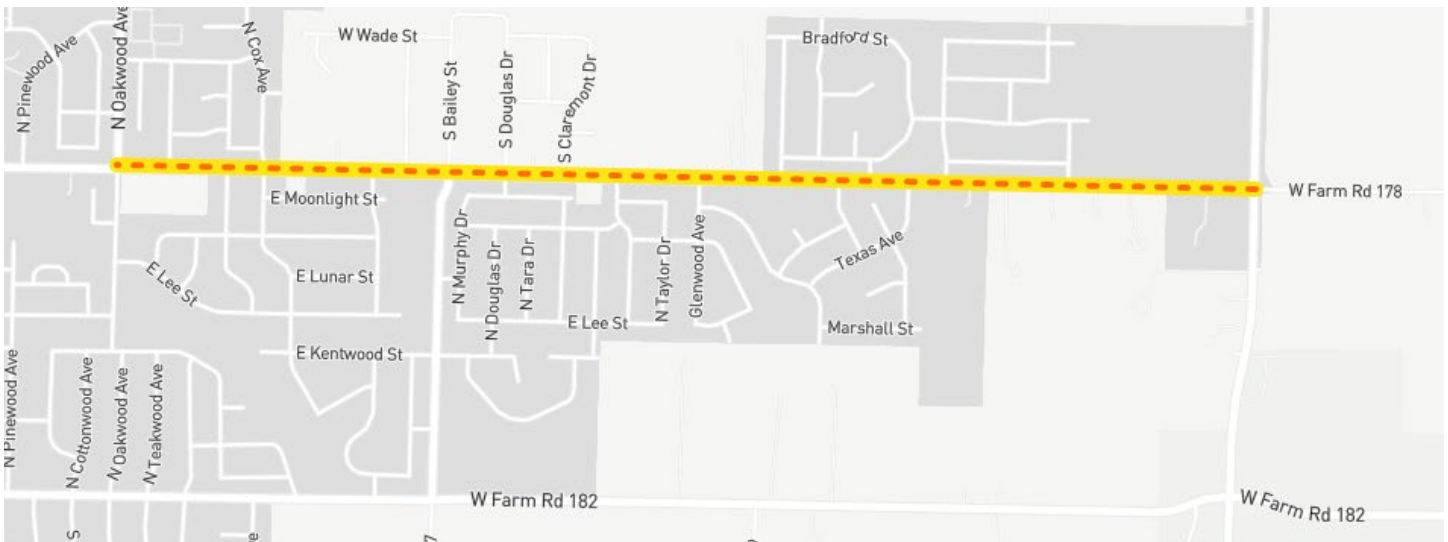 N Pinewood Ave
N Oakwood Ave
N Cox Ave
W Wade St
S Bailey St
S Douglas Dr
S Claremont Dr
Bradford St
W Farm Rd 178
E Moonlight St
E Lee St
E Lunar St
N Murphy Dr
N Douglas Dr
N Tara Dr
E Lee St
N Taylor Dr
Glenwood Ave
Texas Ave
Marshall St
E Kentwood St
N Pinewood Ave
N Cottonwood Ave
N Oakwood Ave
N Teakwood Ave
W Farm Rd 182
W Farm Rd 182
S